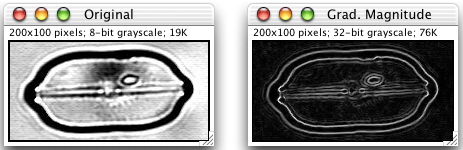 Original
200x100 pixels; 8-bit grayscale; 19K
Grad. Magnitude
200x100 pixels; 32-bit grayscale; 76K